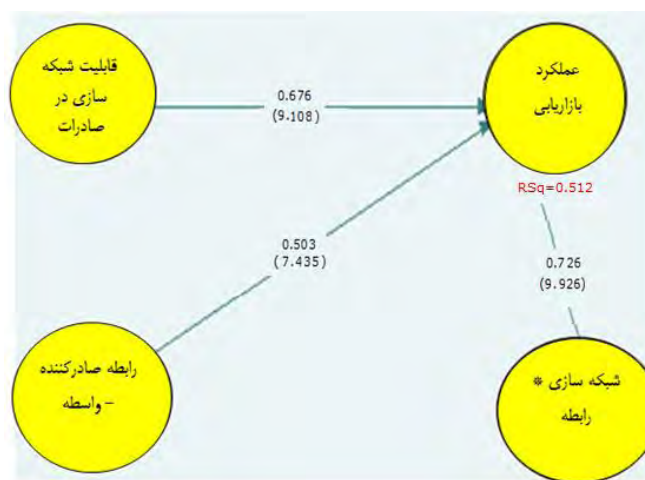 قابلیت شبکه
سازی در
صادرات
عملکرد
بازاریابی
0.676
(9.108)
RSq=0.512
0.503
(7.435)
0.726
(9.926)
رابطه صادرکننده
– واسطه
شبکه سازی *
رابطه